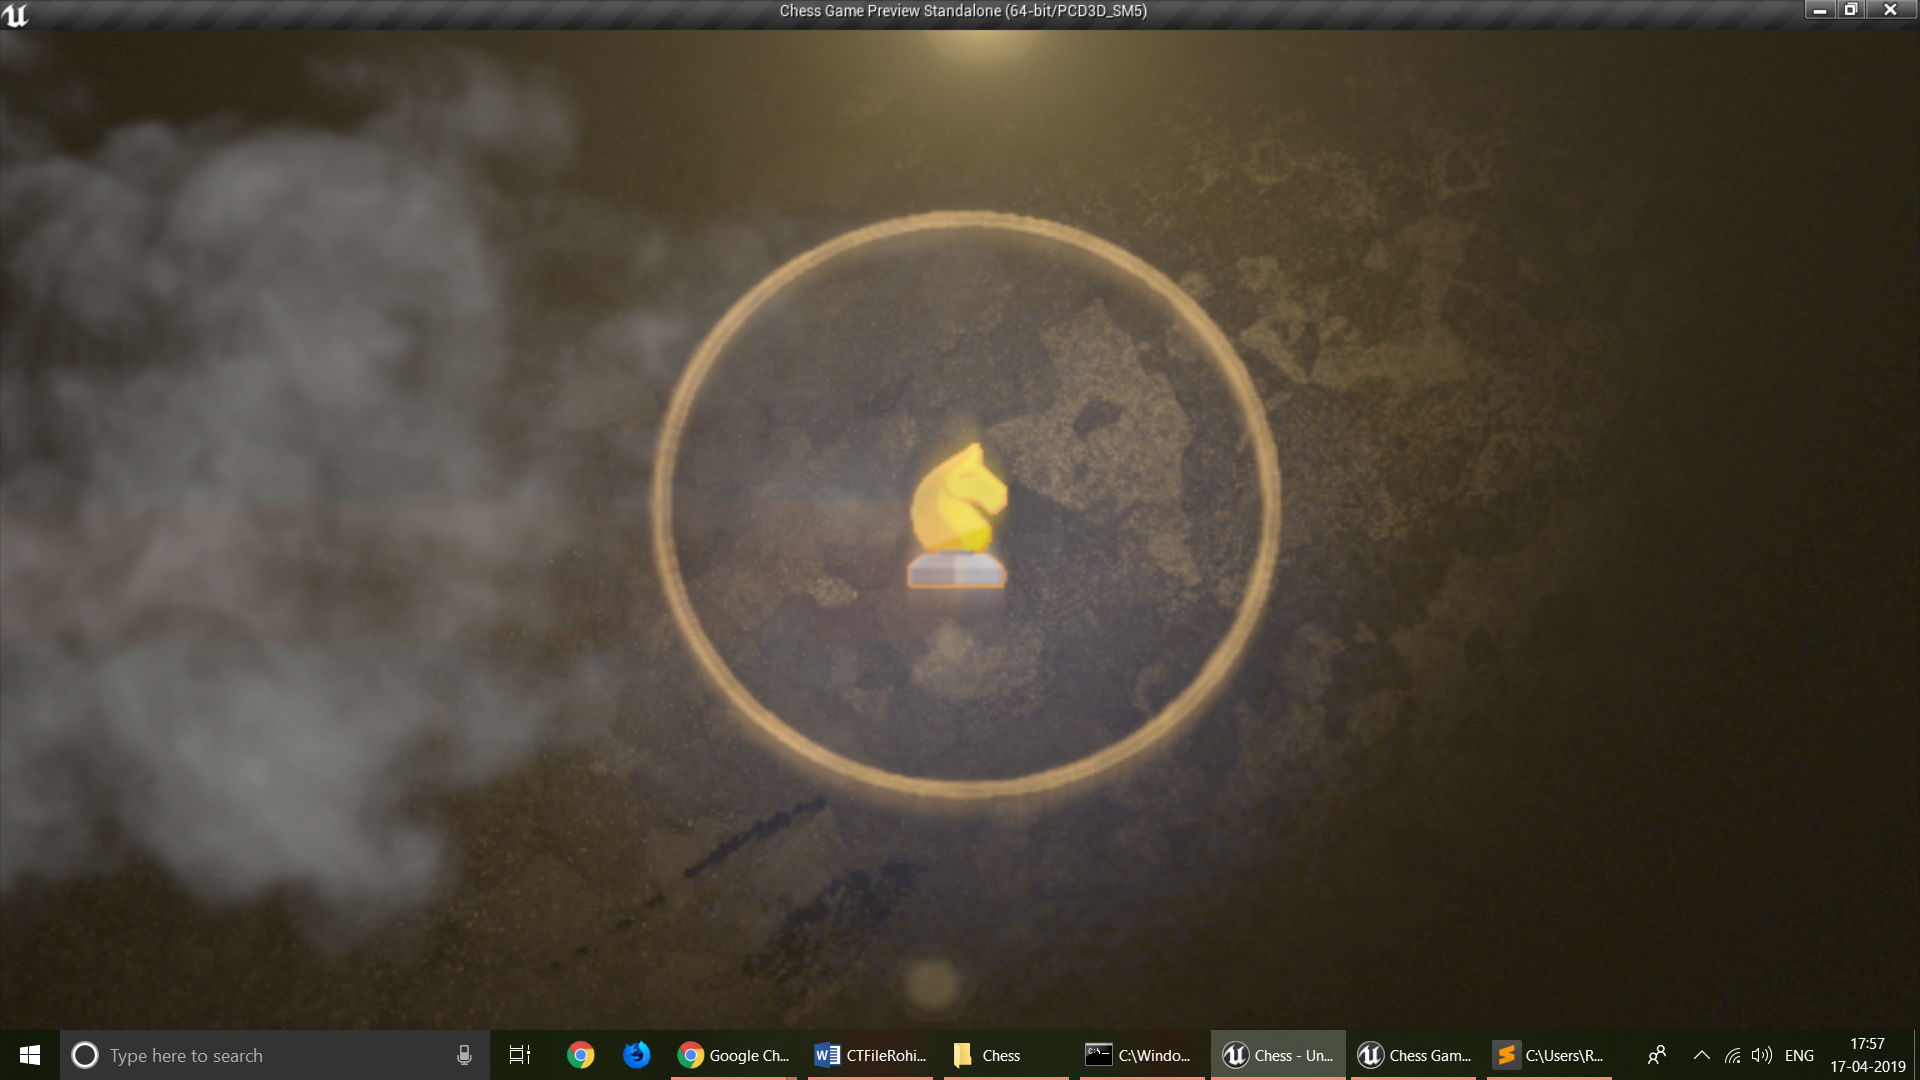 Chess Game Preview Standalone (64-bit/PCD3D_SM5)
Type here to search
Google Ch...
CTFileRohi...
Chess
C:\Windo...
Chess - Un...
Chess Gam...
C:\Users\R...
ENG
17:57
17-04-2019